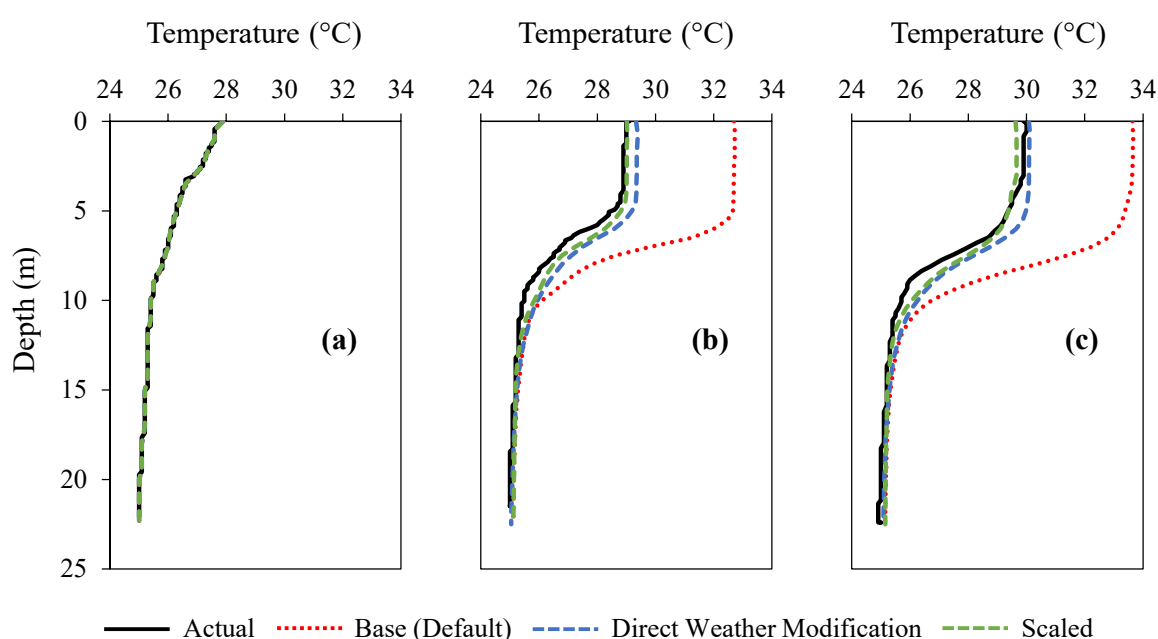 Temperature (°C) Temperature (°C) Temperature (°C)
24 26 28 30 32 34 24 26 28 30 32 34 24 26 28 30 32 34
0
5
10
15
20
25
Depth (m)
(a) (b) (c)
Actual Base (Default) Direct Weather Modification Scaled